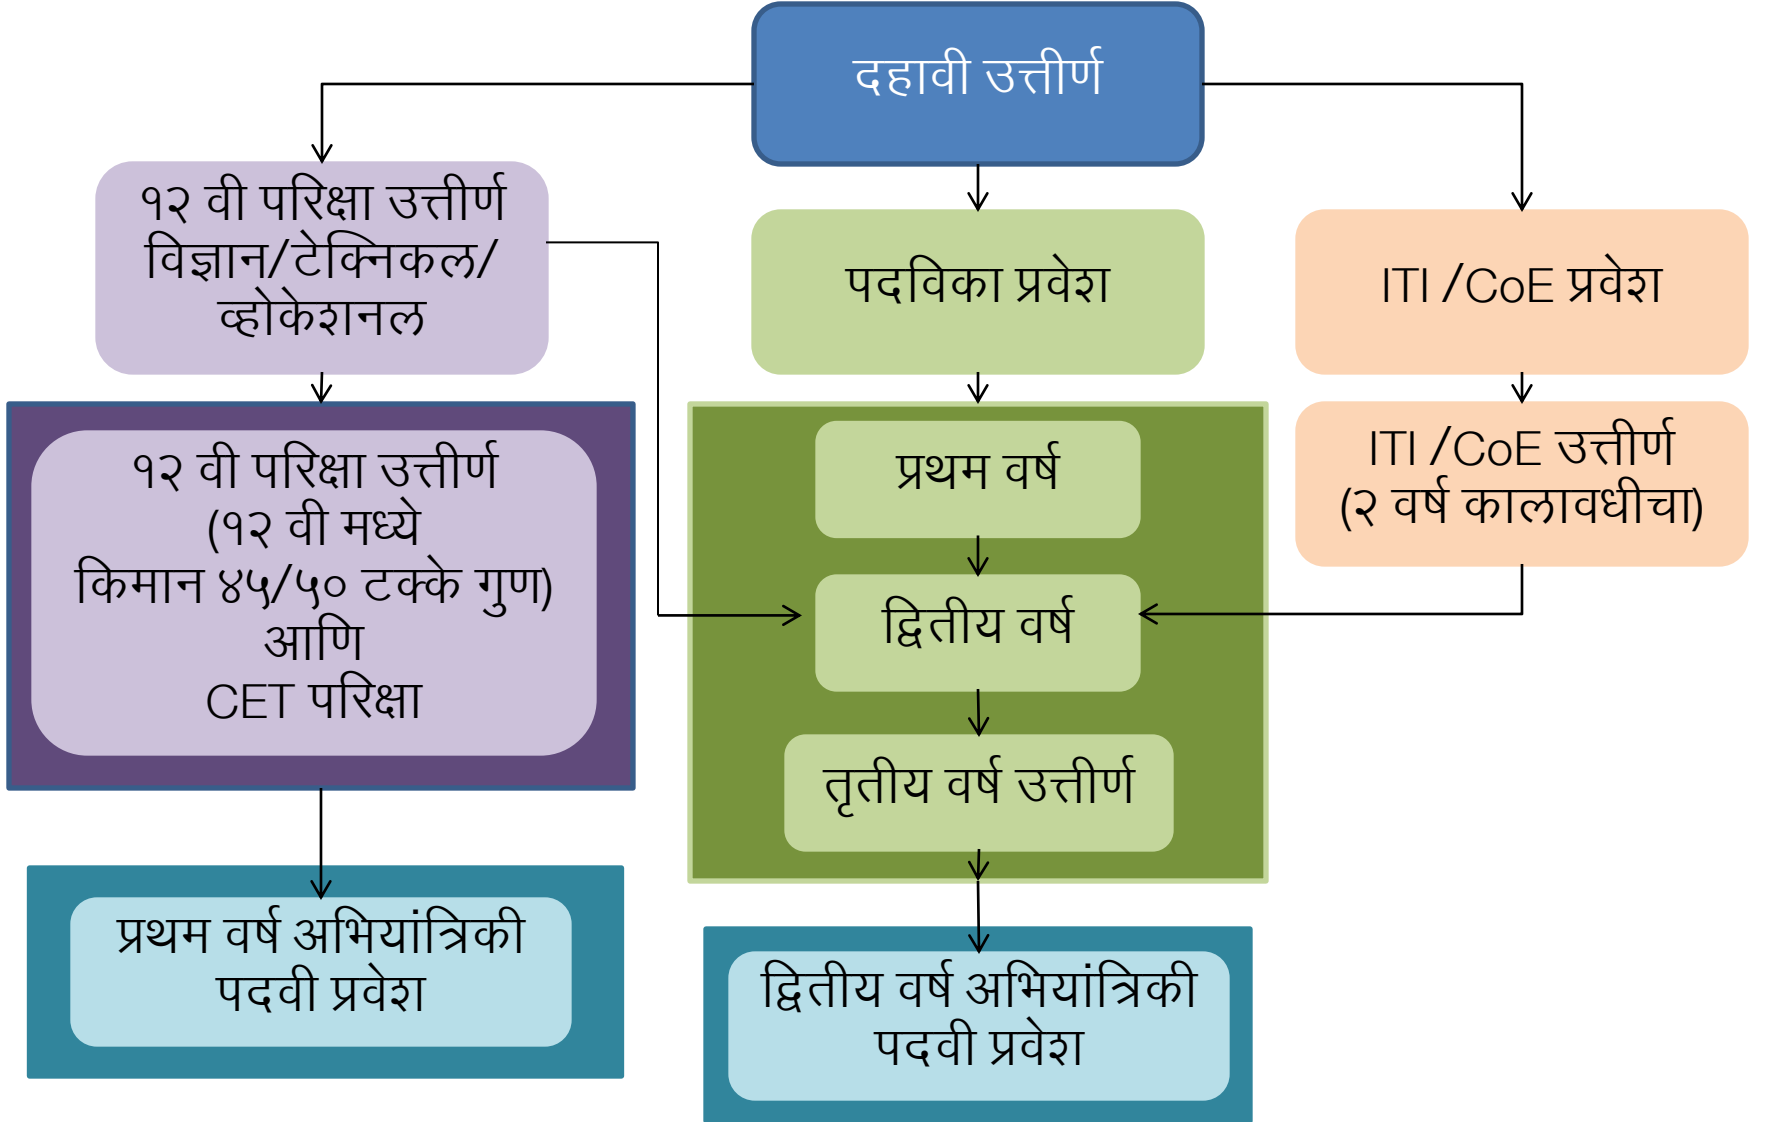 दहावी उत्तीर्ण
१२ वी परिक्षा उत्तीर्ण
विज्ञान/टेक्निकल/
व्होकेशनल
पदविका प्रवेश
ITI /CoE प्रवेश
१२ वी परिक्षा उत्तीर्ण
(१२ वी मध्ये
किमान ४५/५० टक्के गुण)
आणि
CET परिक्षा
प्रथम वर्ष
द्वितीय वर्ष
तृतीय वर्ष उत्तीर्ण
ITI /CoE उत्तीर्ण
(२ वर्ष कालावधीचा)
प्रथम वर्ष अभियांत्रिकी
पदवी प्रवेश
द्वितीय वर्ष अभियांत्रिकी
पदवी प्रवेश